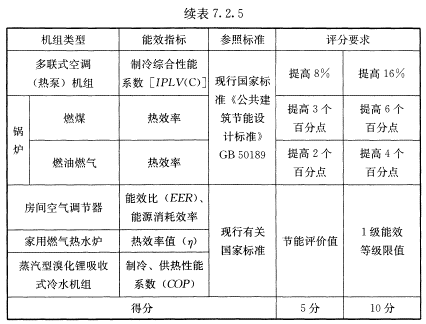 续表 7.2.5
机组类型
能效指标
参照标准
评分要求
多联式空调
(热泵) 机组
制冷综合性能
系数 [IPLV(C)]
现行国家标
准《公共建
筑节能设
计标准》
GB 50189
提高 8%
提高 16%
锅
炉
燃煤
热效率
提高 3 个
百分点
提高 6 个
百分点
燃油燃气
热效率
提高 2 个
百分点
提高 4 个
百分点
房间空气调节器
能效比 (EER)、
能源消耗效率
现行有关
国家标准
节能评价值
1级能效
等级限值
家用燃气热水炉
热效率值 (η)
蒸汽型溴化锂吸收
式冷水机组
制冷、供热性能
系数 (COP)
得分
5 分
10 分